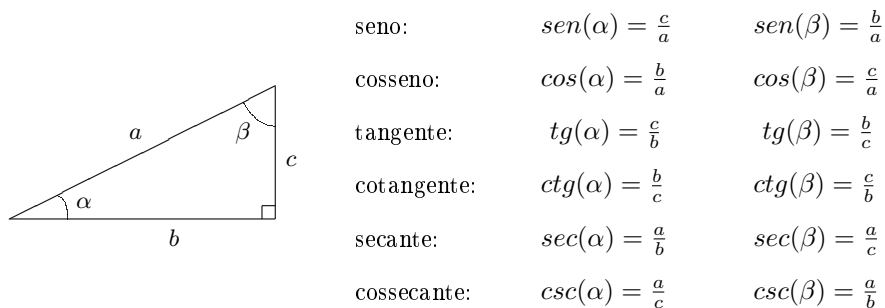 seno: sen(α) = c/a sen(β) = b/a
cosseno: cos(α) = b/a cos(β) = c/a
tangente: tg(α) = c/b tg(β) = b/c
cotangente: ctg(α) = b/c ctg(β) = c/b
secante: sec(α) = a/b sec(β) = a/c
cossecante: csc(α) = a/c csc(β) = a/b
a
β
c
α
b